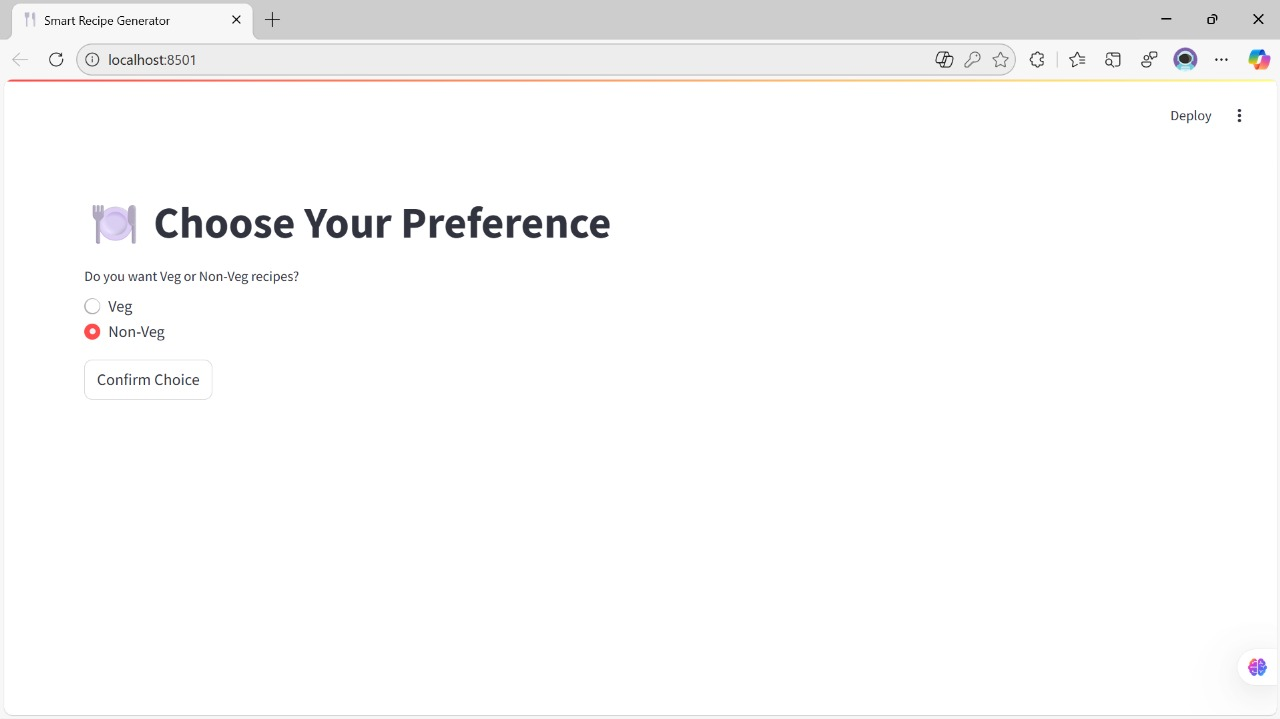 Smart Recipe Generator
localhost:8501
Deploy
Choose Your Preference
Do you want Veg or Non-Veg recipes?
Veg
Non-Veg
Confirm Choice